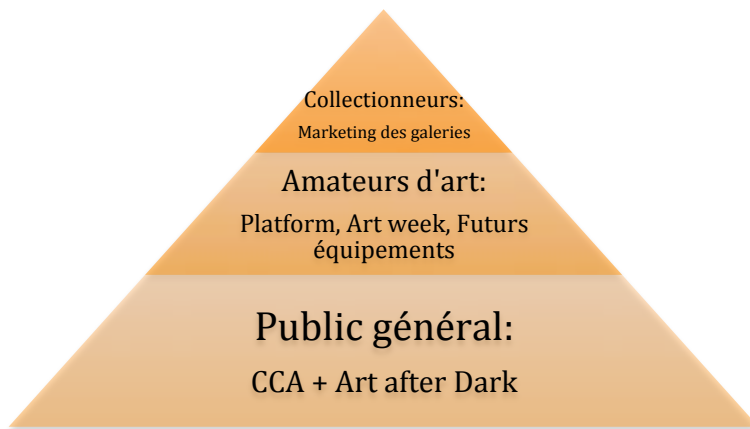 Collectionneurs:
Marketing des galeries
Amateurs d'art:
Platform, Art week, Futurs
équipements
Public général:
CCA + Art after Dark